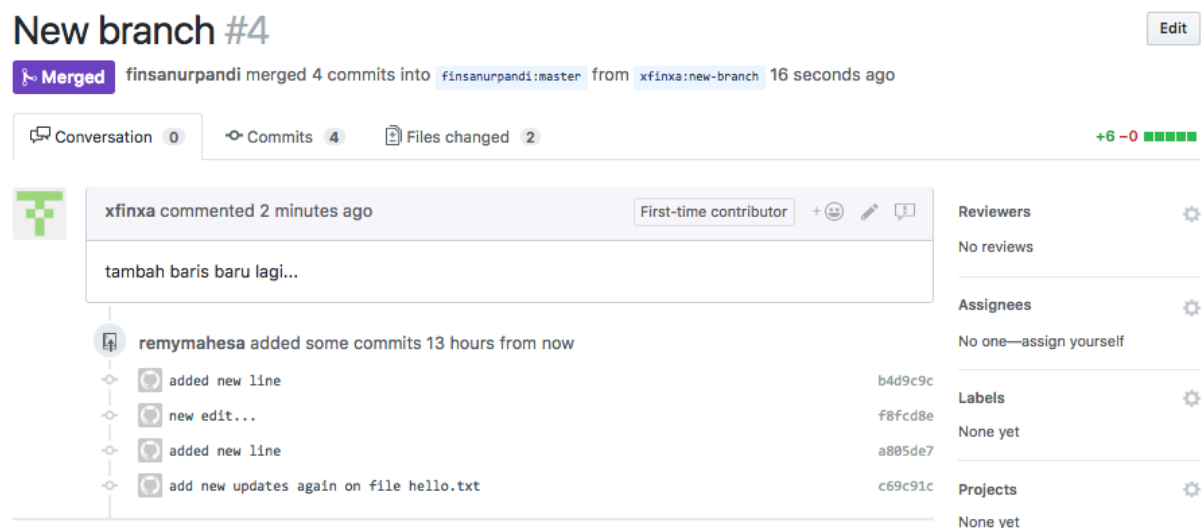 New branch #4
Edit
Merged finsanurpandi merged 4 commits into finsanurpandi:master from xfinxa:new-branch 16 seconds ago
Conversation 0 Commits 4 Files changed 2 +6 −0
xfinxa commented 2 minutes ago First-time contributor
tambah baris baru lagi...
remymahesa added some commits 13 hours from now
added new line b4d9c9c
new edit... f8fcd8e
added new line a805de7
add new updates again on file hello.txt c69c91c
Reviewers
No reviews
Assignees
No one—assign yourself
Labels
None yet
Projects
None yet